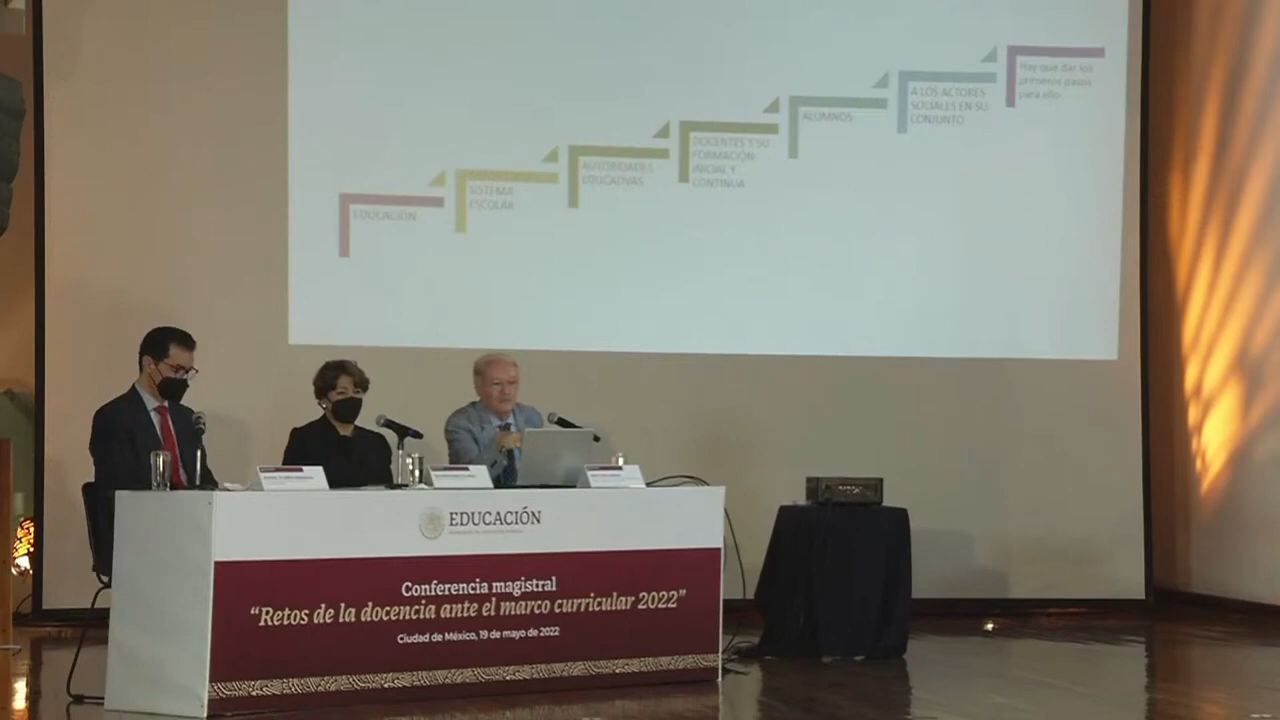 EDUCACIÓN
SISTEMA
ESCOLAR
AUTORIDADES
EDUCATIVAS
DOCENTES Y SU
FORMACIÓN
INICIAL Y
CONTINUA
ALUMNOS
A LOS ACTORES
SOCIALES EN SU
CONJUNTO
Hay que dar los
primeros pasos
para ello
EDUCACIÓN
Conferencia magistral
“Retos de la docencia ante el marco curricular 2022”
Ciudad de México, 19 de mayo de 2022